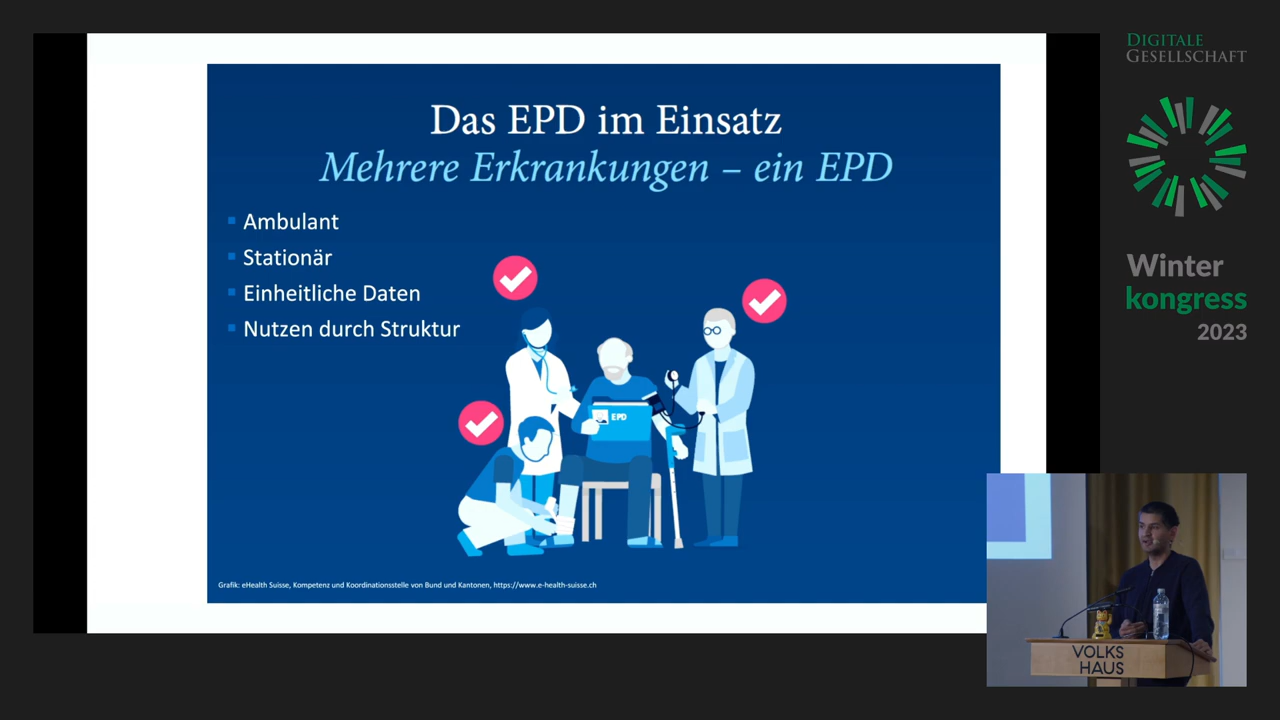 Das EPD im Einsatz
Mehrere Erkrankungen – ein EPD
Ambulant
Stationär
Einheitliche Daten
Nutzen durch Struktur
EPD
Grafik: eHealth Suisse, Kompetenz und Koordinationsstelle von Bund und Kantonen, https://www.e-health-suisse.ch
DIGITALE
GESELLSCHAFT
Winter
kongress
2023
VOLKS
HAUS